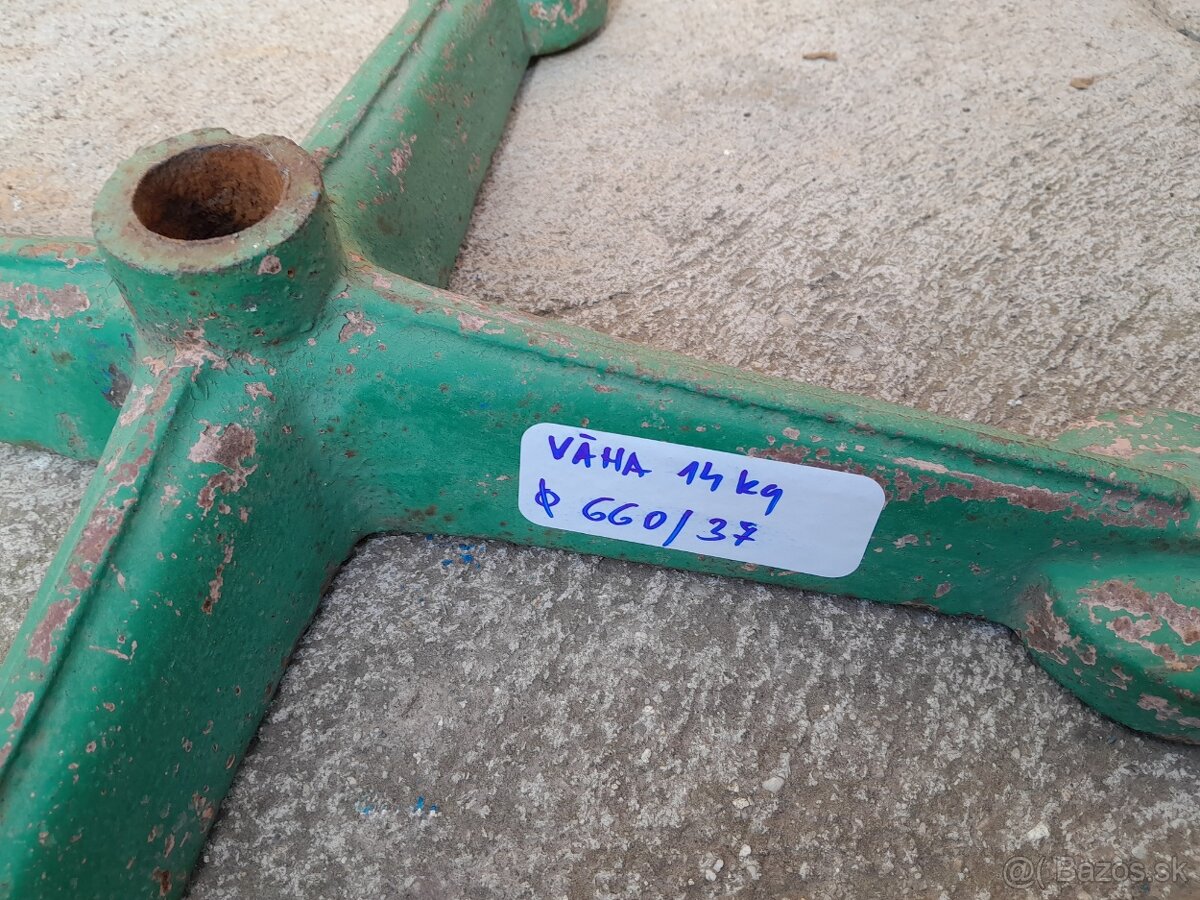 VÁHA 14 kg
ϕ 660/37
@( Bazos.sk